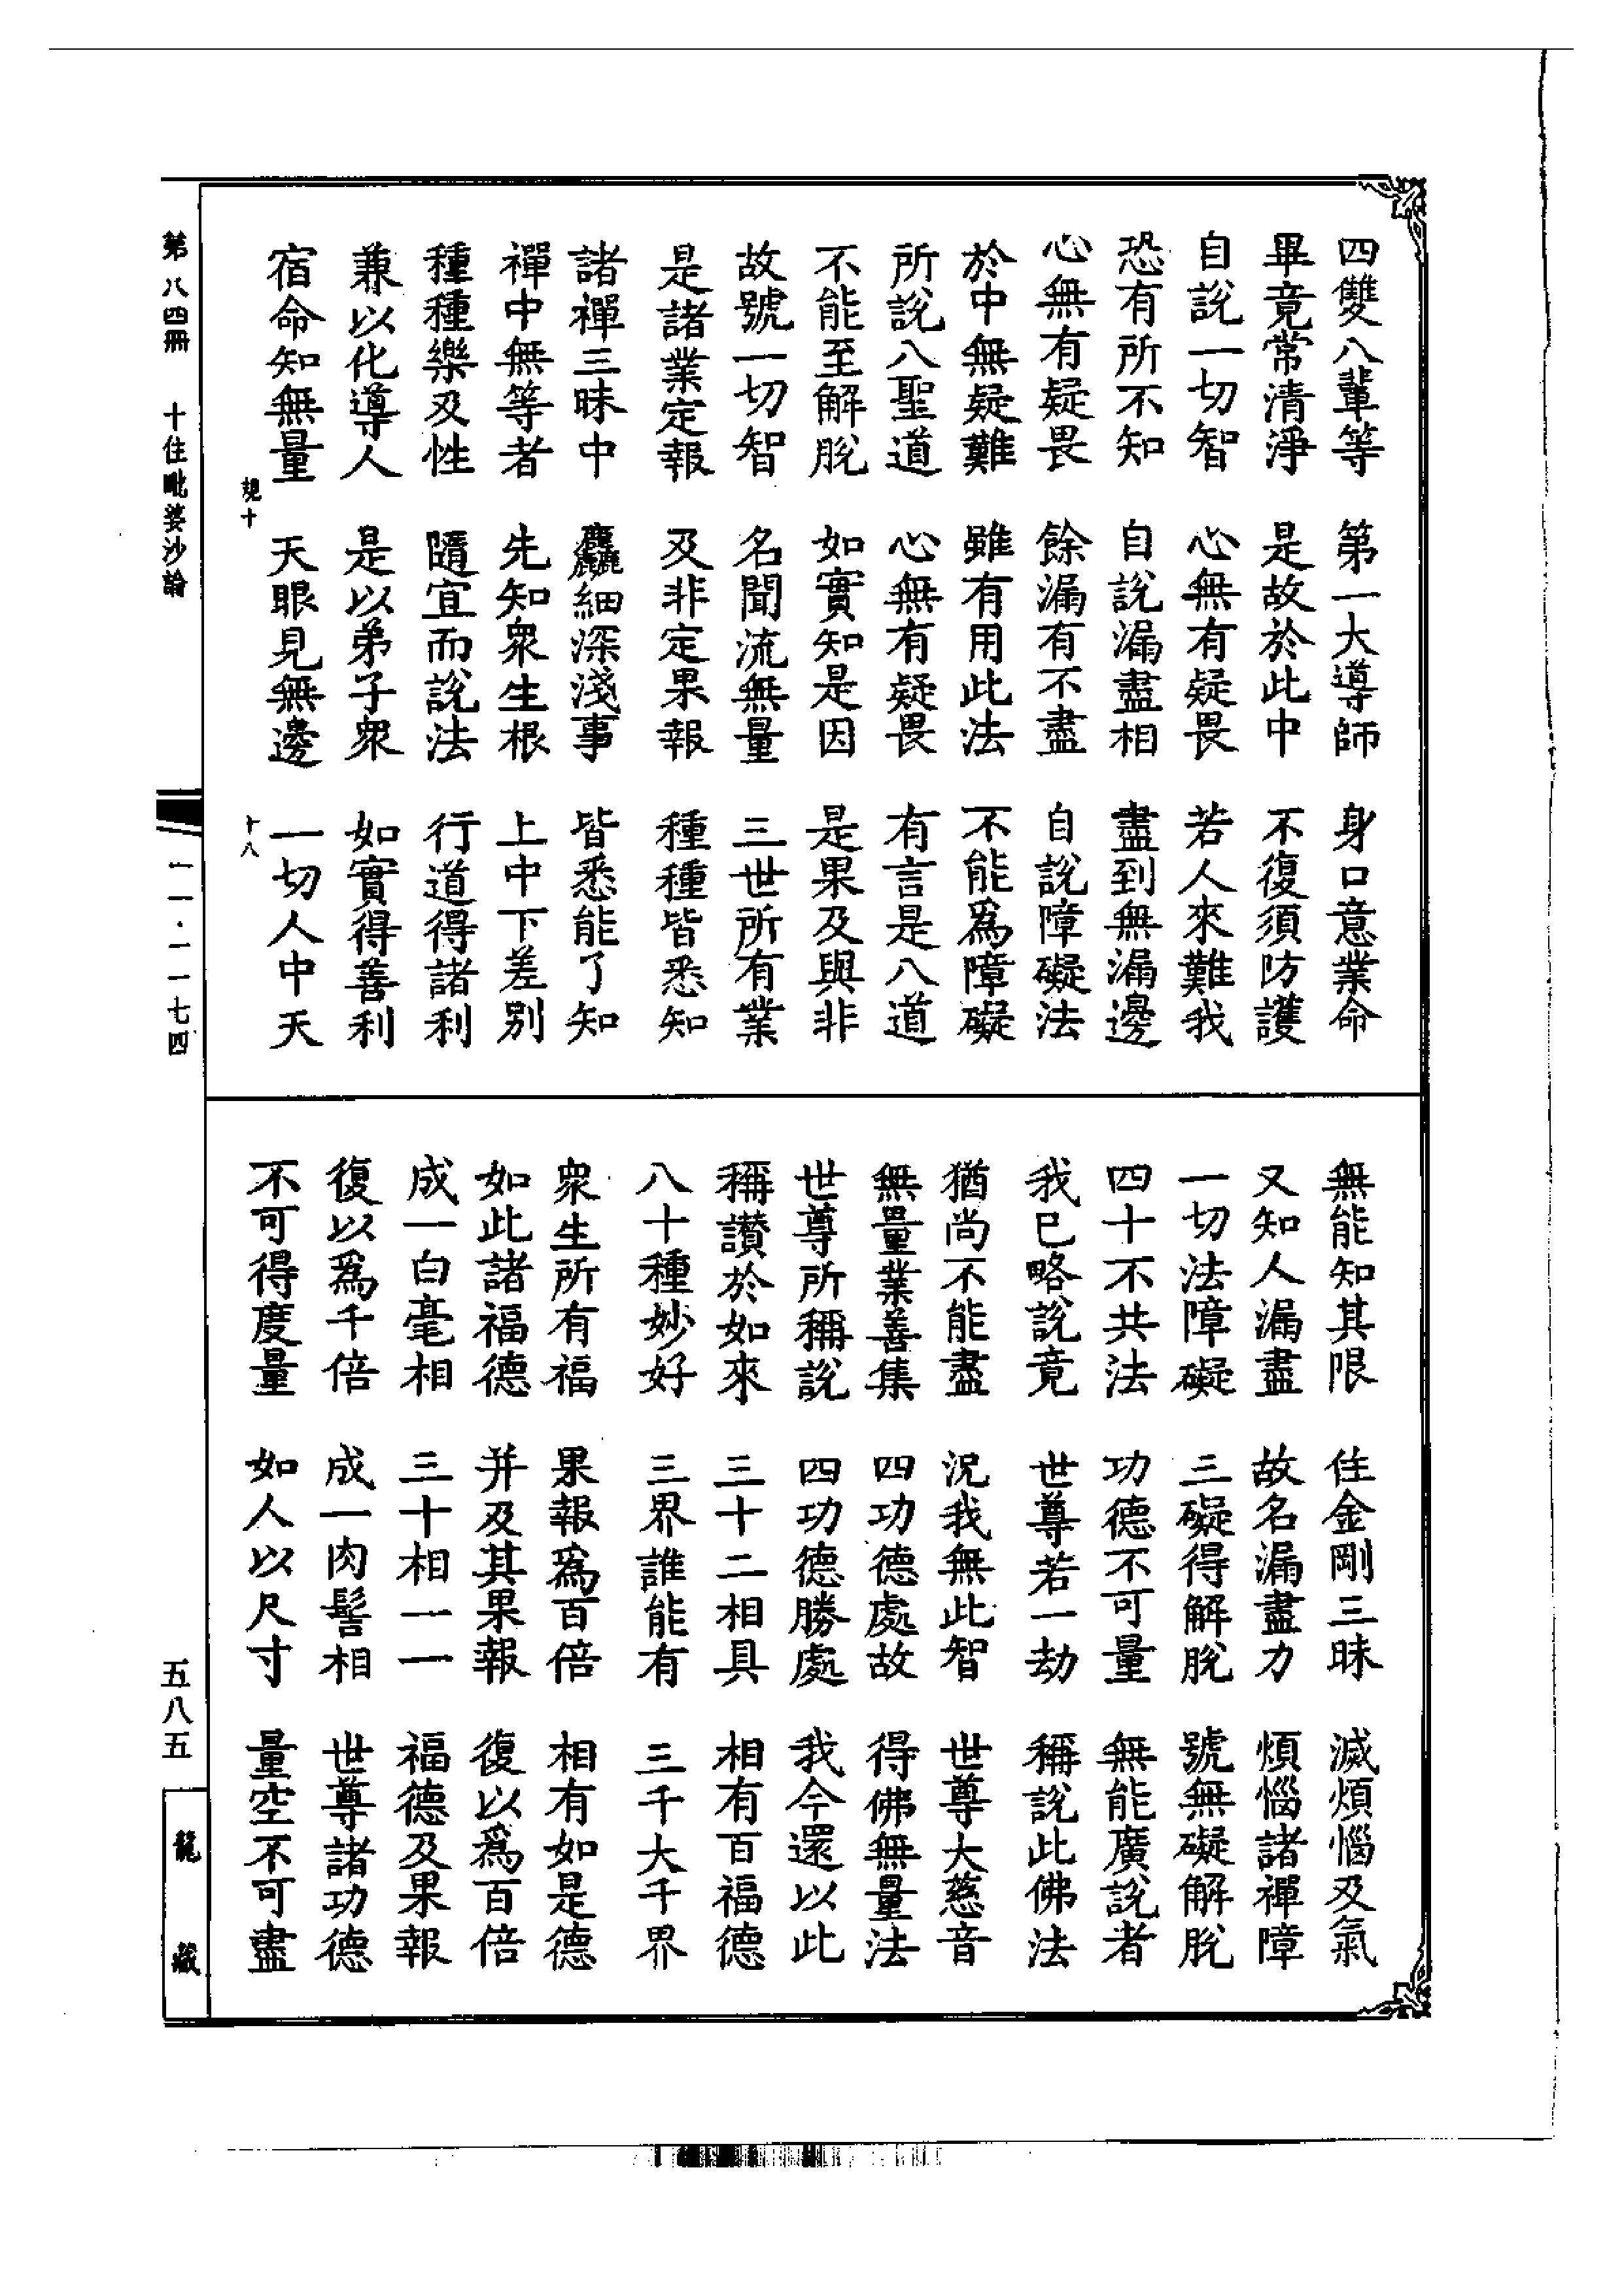 四雙八輩等　第一大導師　身口意業命
畢竟常清淨　是故於此中　不復須防護
自說一切智　心無有疑畏　若人來難我
恐有所不知　自說漏盡相　盡到無漏邊
心無有疑畏　餘漏有不盡　自說障礙法
於中無疑難　雖有用此法　不能爲障礙
所說八聖道　心無有疑畏　有言是八道
不能至解脫　如實知是因　是果及與非
故號一切智　名聞流無量　三世所有業
是諸業定報　及非定果報　種種皆悉知
諸禪三昧中　麤細深淺事　皆悉能了知
禪中無等者　先知衆生根　上中下差別
種種樂及性　隨宜而說法　行道得諸利
兼以化導人　是以弟子衆　如實得善利
宿命知無量　天眼見無邊　一切人中天
無能知其限　住金剛三昧　滅煩惱及氣
又知人漏盡　故名漏盡力　煩惱諸禪障
一切法障礙　三礙得解脫　號無礙解脫
四十不共法　功德不可量　無能廣說者
我已略說竟　世尊若一劫　稱說此佛法
猶尚不能盡　況我無此智　世尊大慈音
無量業善集　四功德處故　得佛無量法
世尊所稱說　四功德勝處　我今還以此
稱讚於如來　三十二相具　相有百福德
八十種妙好　三界誰能有　三千大千界
衆生所有福　果報爲百倍　相有如是德
如此諸福德　并及其果報　復以爲百倍
成一白毫相　三十相一一　福德及果報
復以爲千倍　成一肉髻相　世尊諸功德
不可得度量　如人以尺寸　量空不可盡
規十　十八
第八四冊　十住毗婆沙論　一一·一一七四　五八五　龍藏